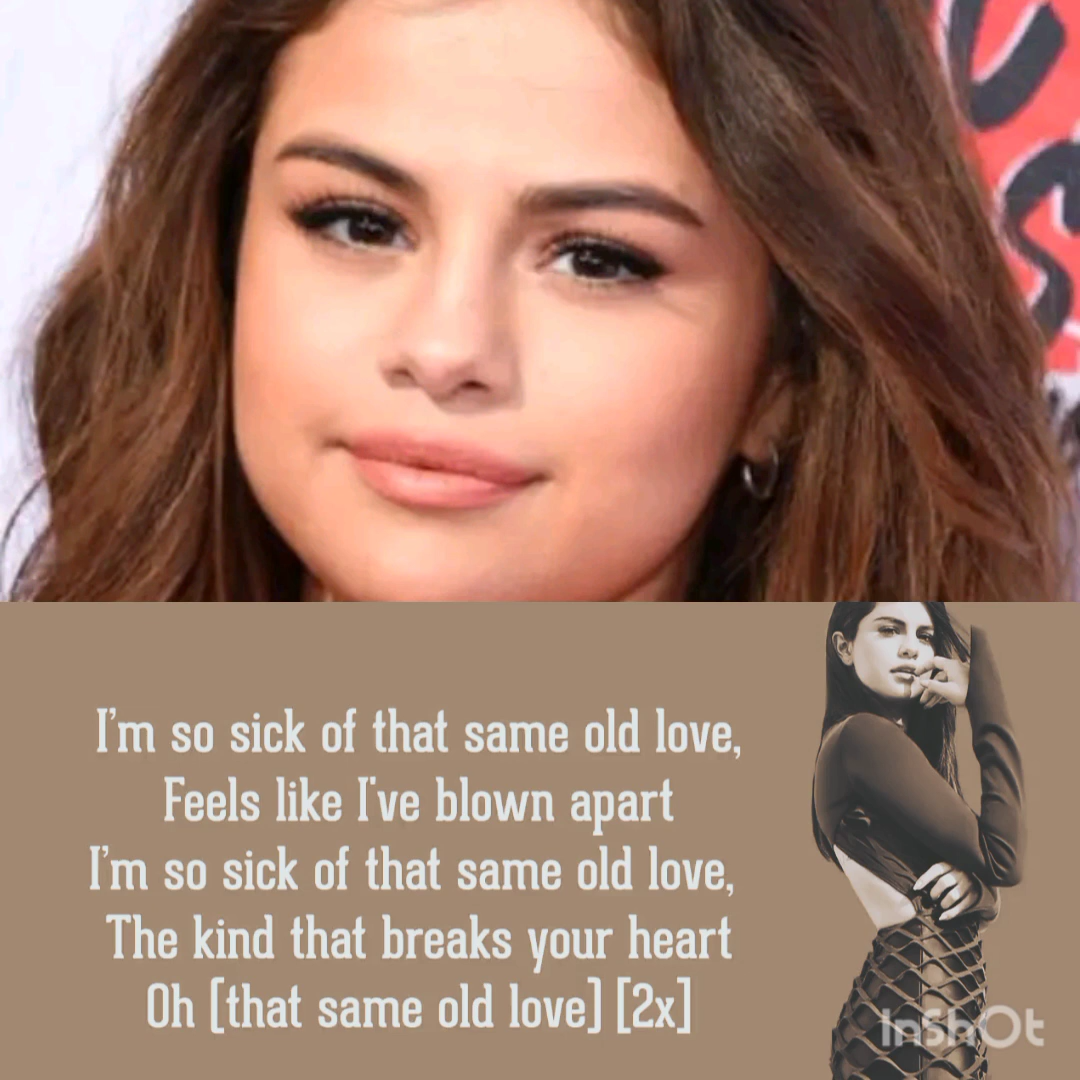 I'm so sick of that same old love,
Feels like I've blown apart
I'm so sick of that same old love,
The kind that breaks your heart
Oh [that same old love] [2x]
InShOt